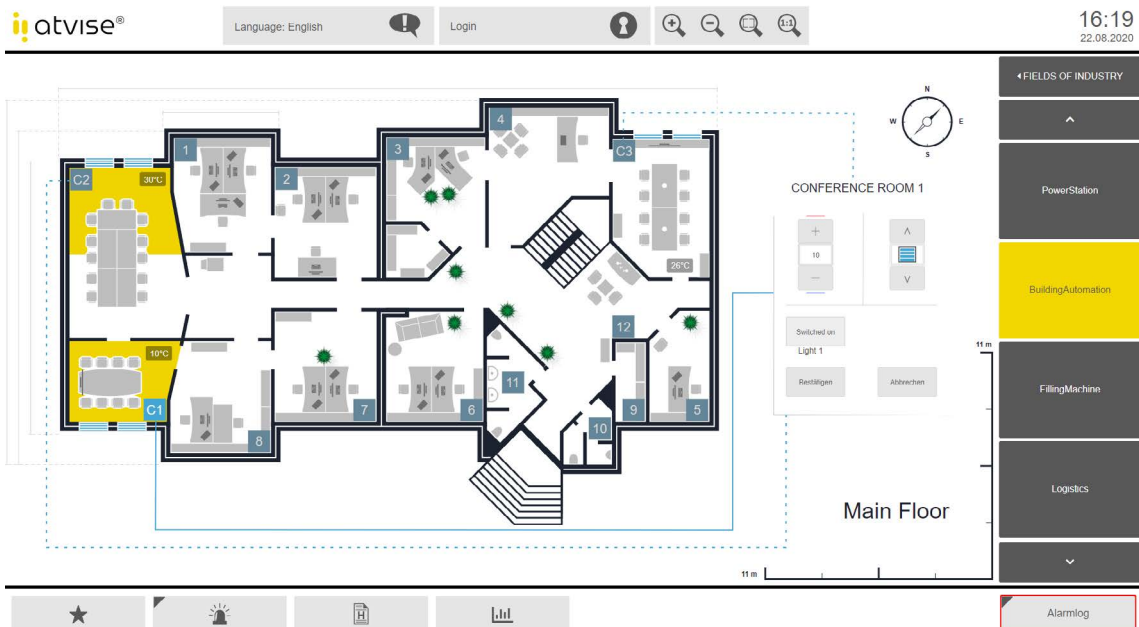 atvise®
Language: English
Login
1:1
16:19
22.08.2020
FIELDS OF INDUSTRY
N
W
E
S
4
1
3
C3
C2
30°C
2
PowerStation
CONFERENCE ROOM 1
+
10
—
26°C
BuildingAutomation
12
Switched on
Light 1
11 m
10°C
Bestätigen
Abbrechen
11
FillingMachine
C1
7
6
9
5
10
8
Logistics
Main Floor
11 m
H
Alarmlog